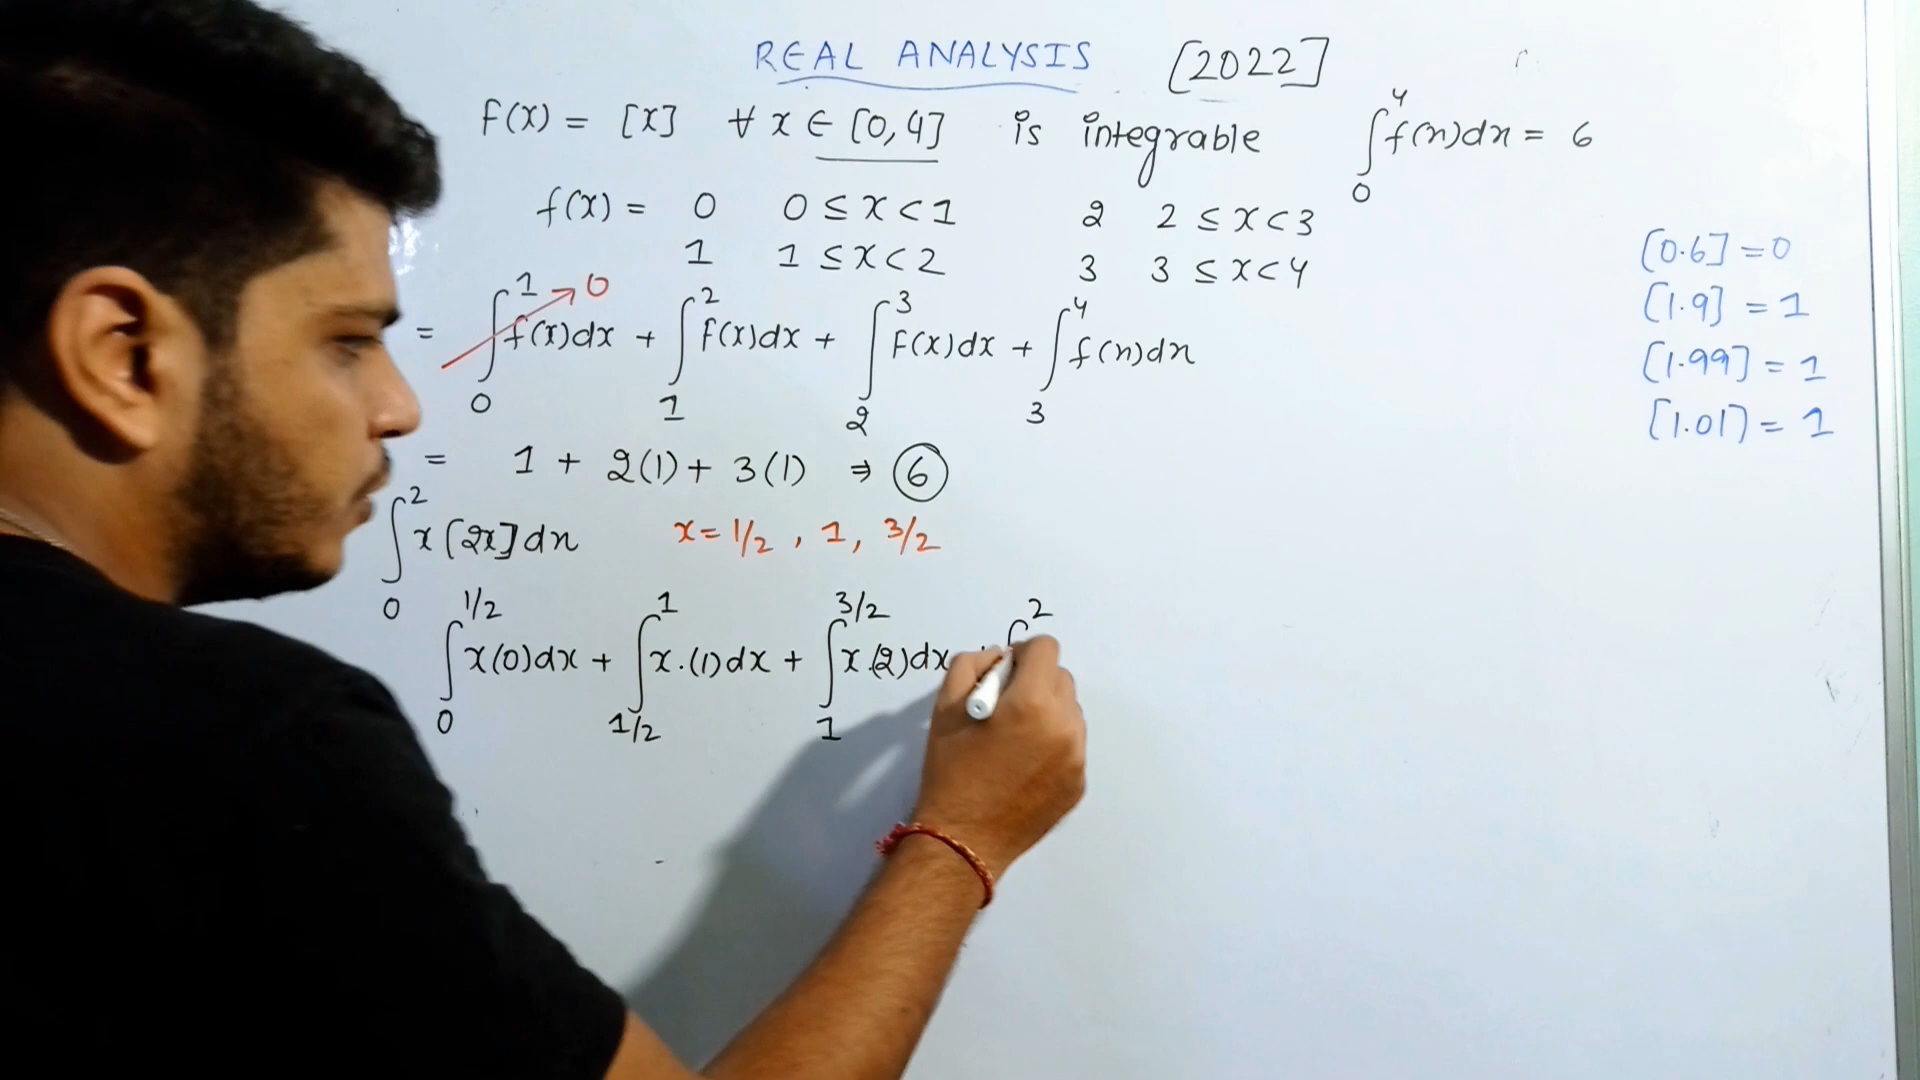 REAL ANALYSIS [2022]
F(x) = [x] ∀ x ∈ [0,4] is integrable ∫₀⁴ f(x)dx = 6
f(x) = 0 0 ≤ x < 1 2 2 ≤ x < 3
1 1 ≤ x < 2 3 3 ≤ x < 4
[0.6] = 0
[1.9] = 1
[1.99] = 1
[1.01] = 1
= ∫₀¹ f(x)dx → 0 + ∫₁² F(x)dx + ∫₂³ F(x)dx + ∫₃⁴ f(x)dx
= 1 + 2(1) + 3(1) ⇒ 6
∫₀² x[2x]dx x = 1/2, 1, 3/2
∫₀^{1/2} x(0)dx + ∫_{1/2}^1 x.(1)dx + ∫₁^{3/2} x.(2)dx + ∫²